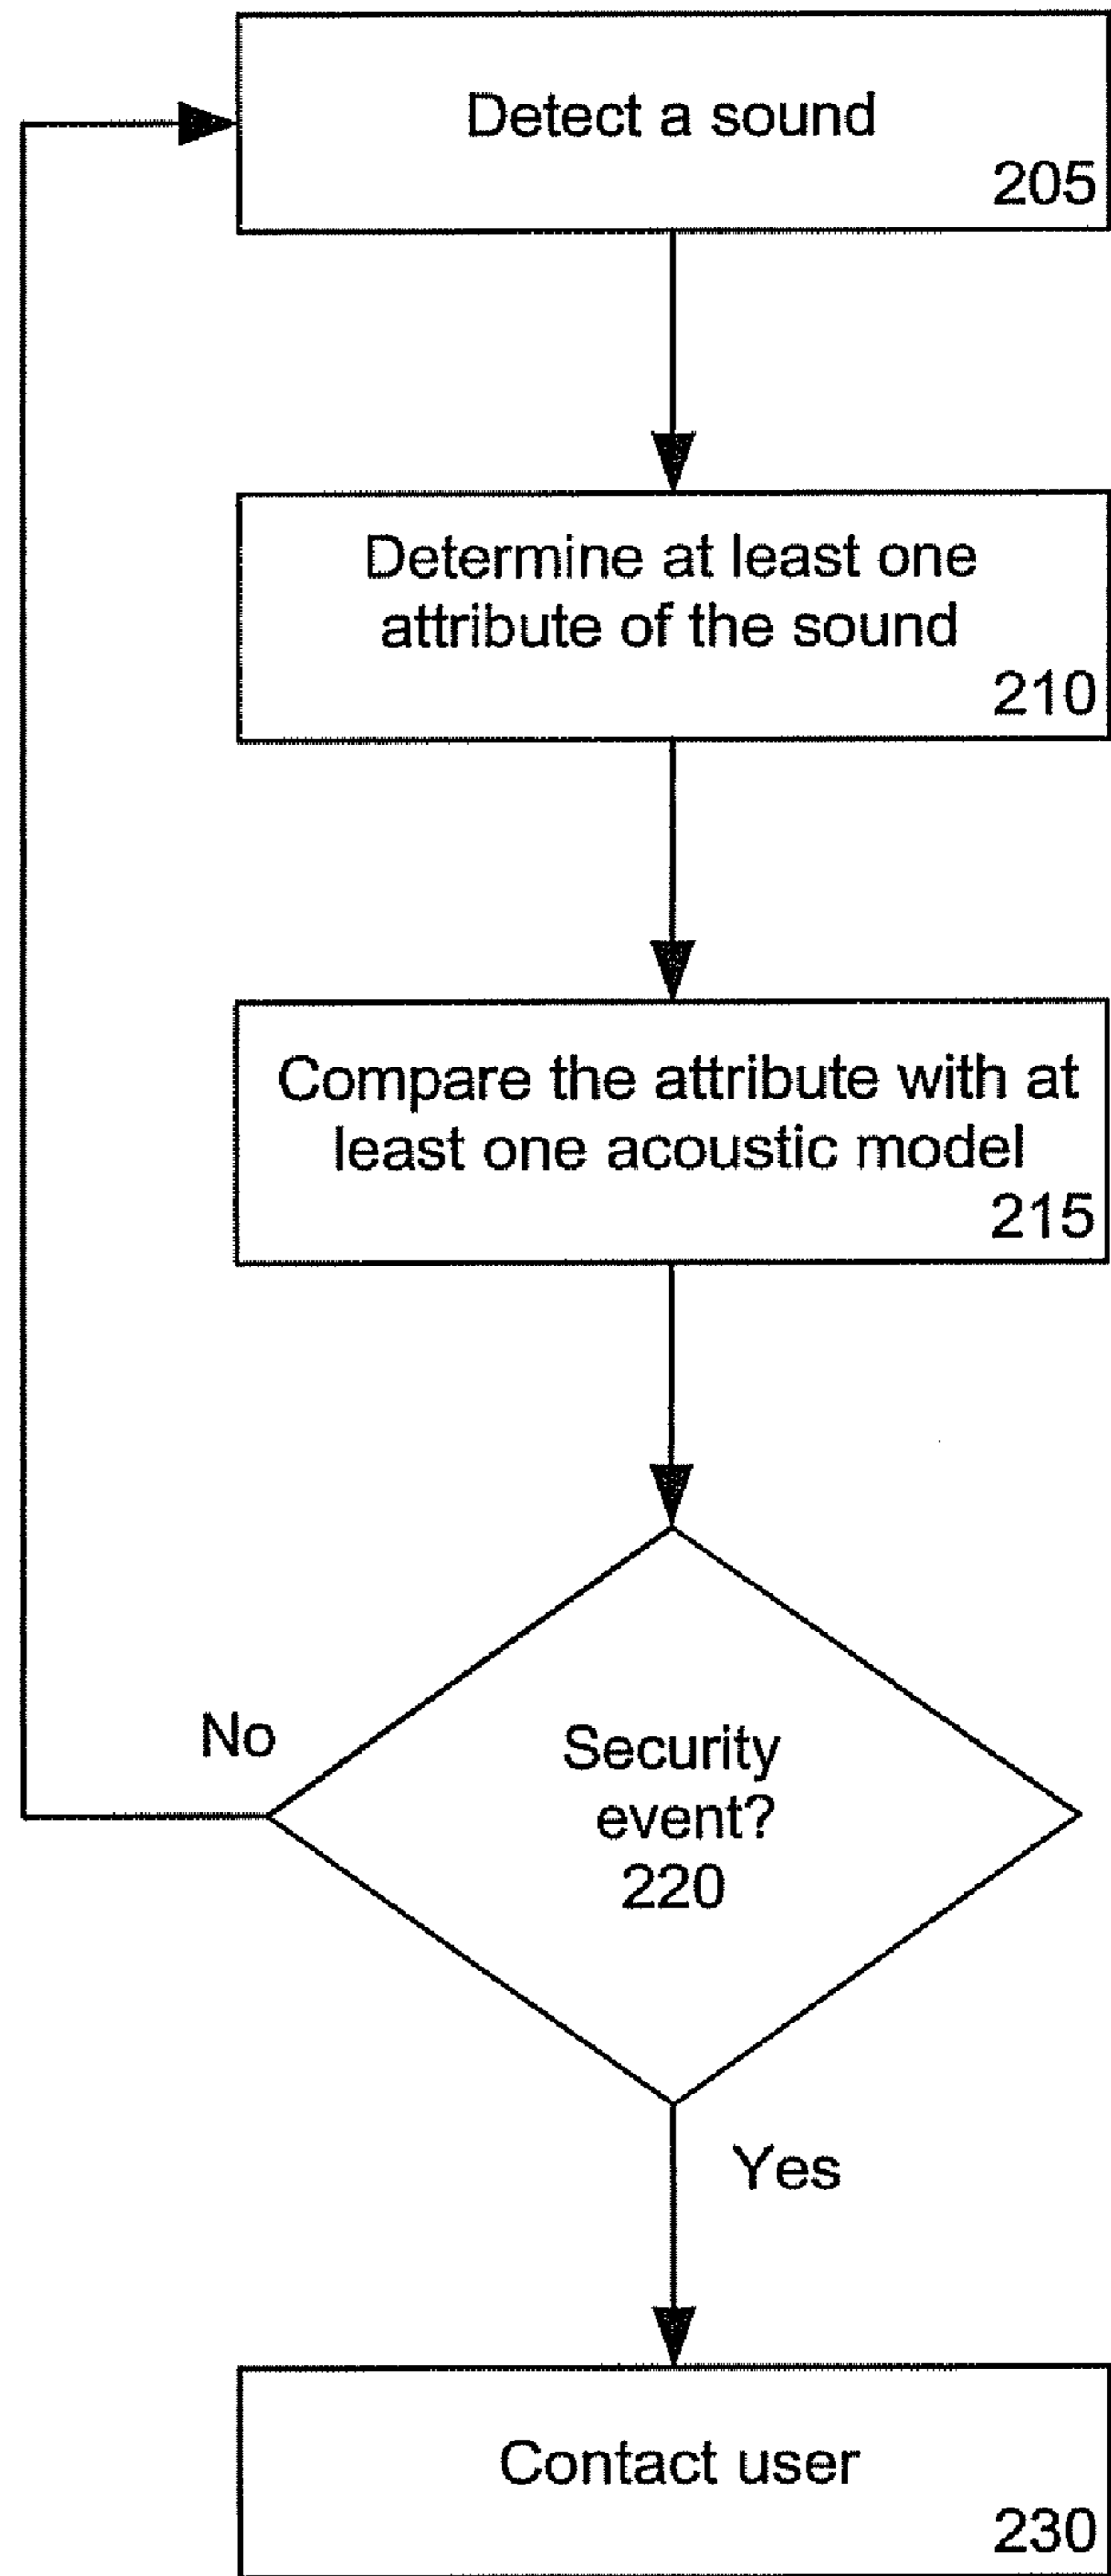 Detect a sound
205
Determine at least one
attribute of the sound
210
Compare the attribute with at
least one acoustic model
215
No
Security
event?
220
Yes
Contact user
230